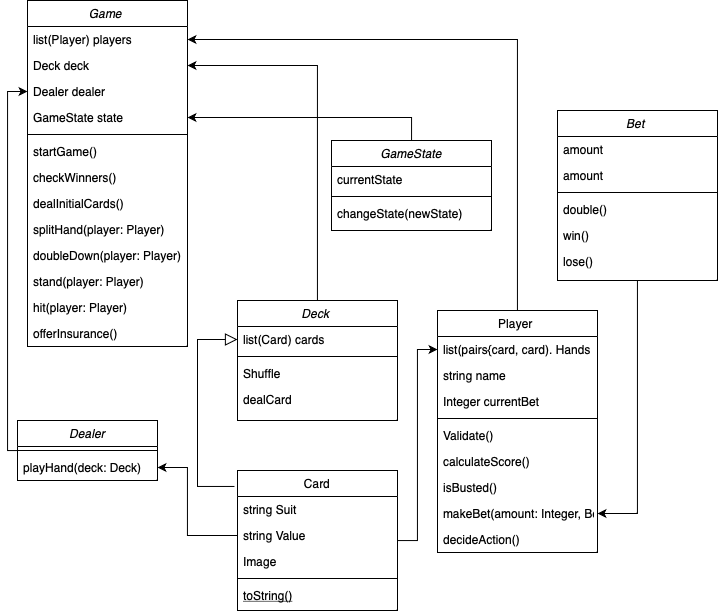 Game
list(Player) players
Deck deck
Dealer dealer
GameState state
startGame()
checkWinners()
dealInitialCards()
splitHand(player: Player)
doubleDown(player: Player)
stand(player: Player)
hit(player: Player)
offerInsurance()
GameState
currentState
changeState(newState)
Bet
amount
amount
double()
win()
lose()
Deck
list(Card) cards
Shuffle
dealCard
Player
list(pairs(card, card). Hands
string name
Integer currentBet
Validate()
calculateScore()
isBusted()
makeBet(amount: Integer,
decideAction()
Dealer
playHand(deck: Deck)
Card
string Suit
string Value
Image
toString()